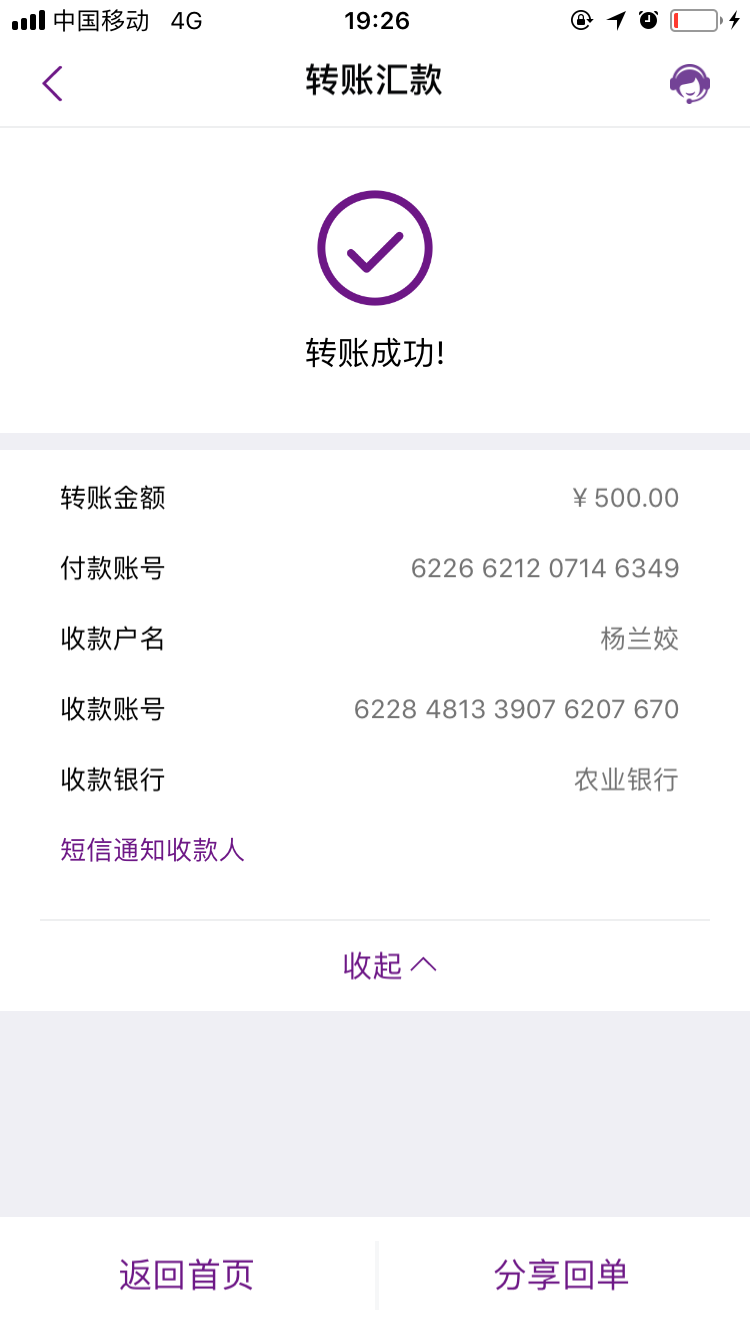 中国移动 4G 19:26
转账汇款
转账成功!
转账金额 ¥ 500.00
付款账号 6226 6212 0714 6349
收款户名 杨兰姣
收款账号 6228 4813 3907 6207 670
收款银行 农业银行
短信通知收款人
收起
返回首页 分享回单